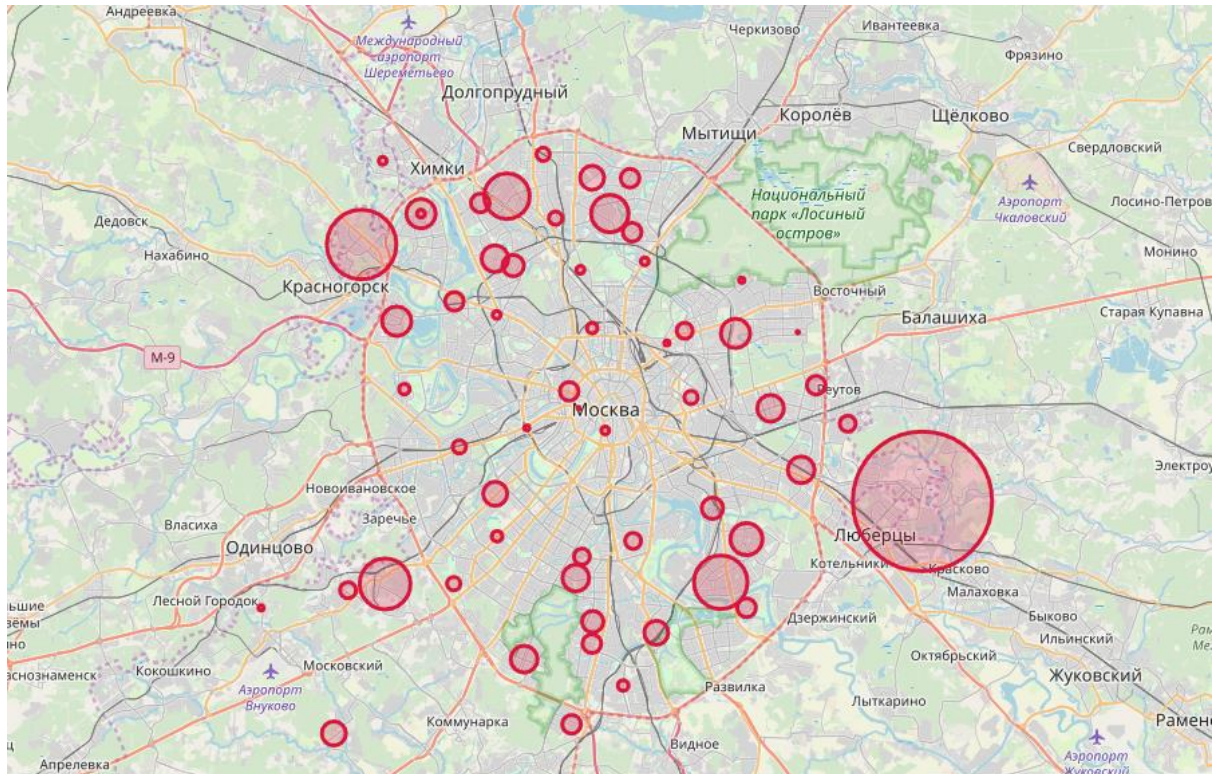 Андреевка
Международный
аэропорт
Шереметьево
Черкизово
Ивантеевка
Фрязино
Долгопрудный
Королёв
Щёлково
Мытищи
Свердловский
Химки
Национальный
парк «Лосиный
остров»
Аэропорт
Чкаловский
Лосино-Петров
Дедовск
Нахабино
Монино
Красногорск
Восточный
Балашиха
Старая Купавна
М-9
Реутов
Москва
Электроу
Новоивановское
Заречье
Власиха
Одинцово
Люберцы
Котельники
Красково
Малаховка
Лесной Городок
Дзержинский
Быково
Ильинский
Кокошкино
Московский
Октябрьский
аснознаменск
Аэропорт
Внуково
Развилка
Лыткарино
Жуковский
Коммунарка
Видное
Рамен
Апрелевка
Аэропорт
Жуковский